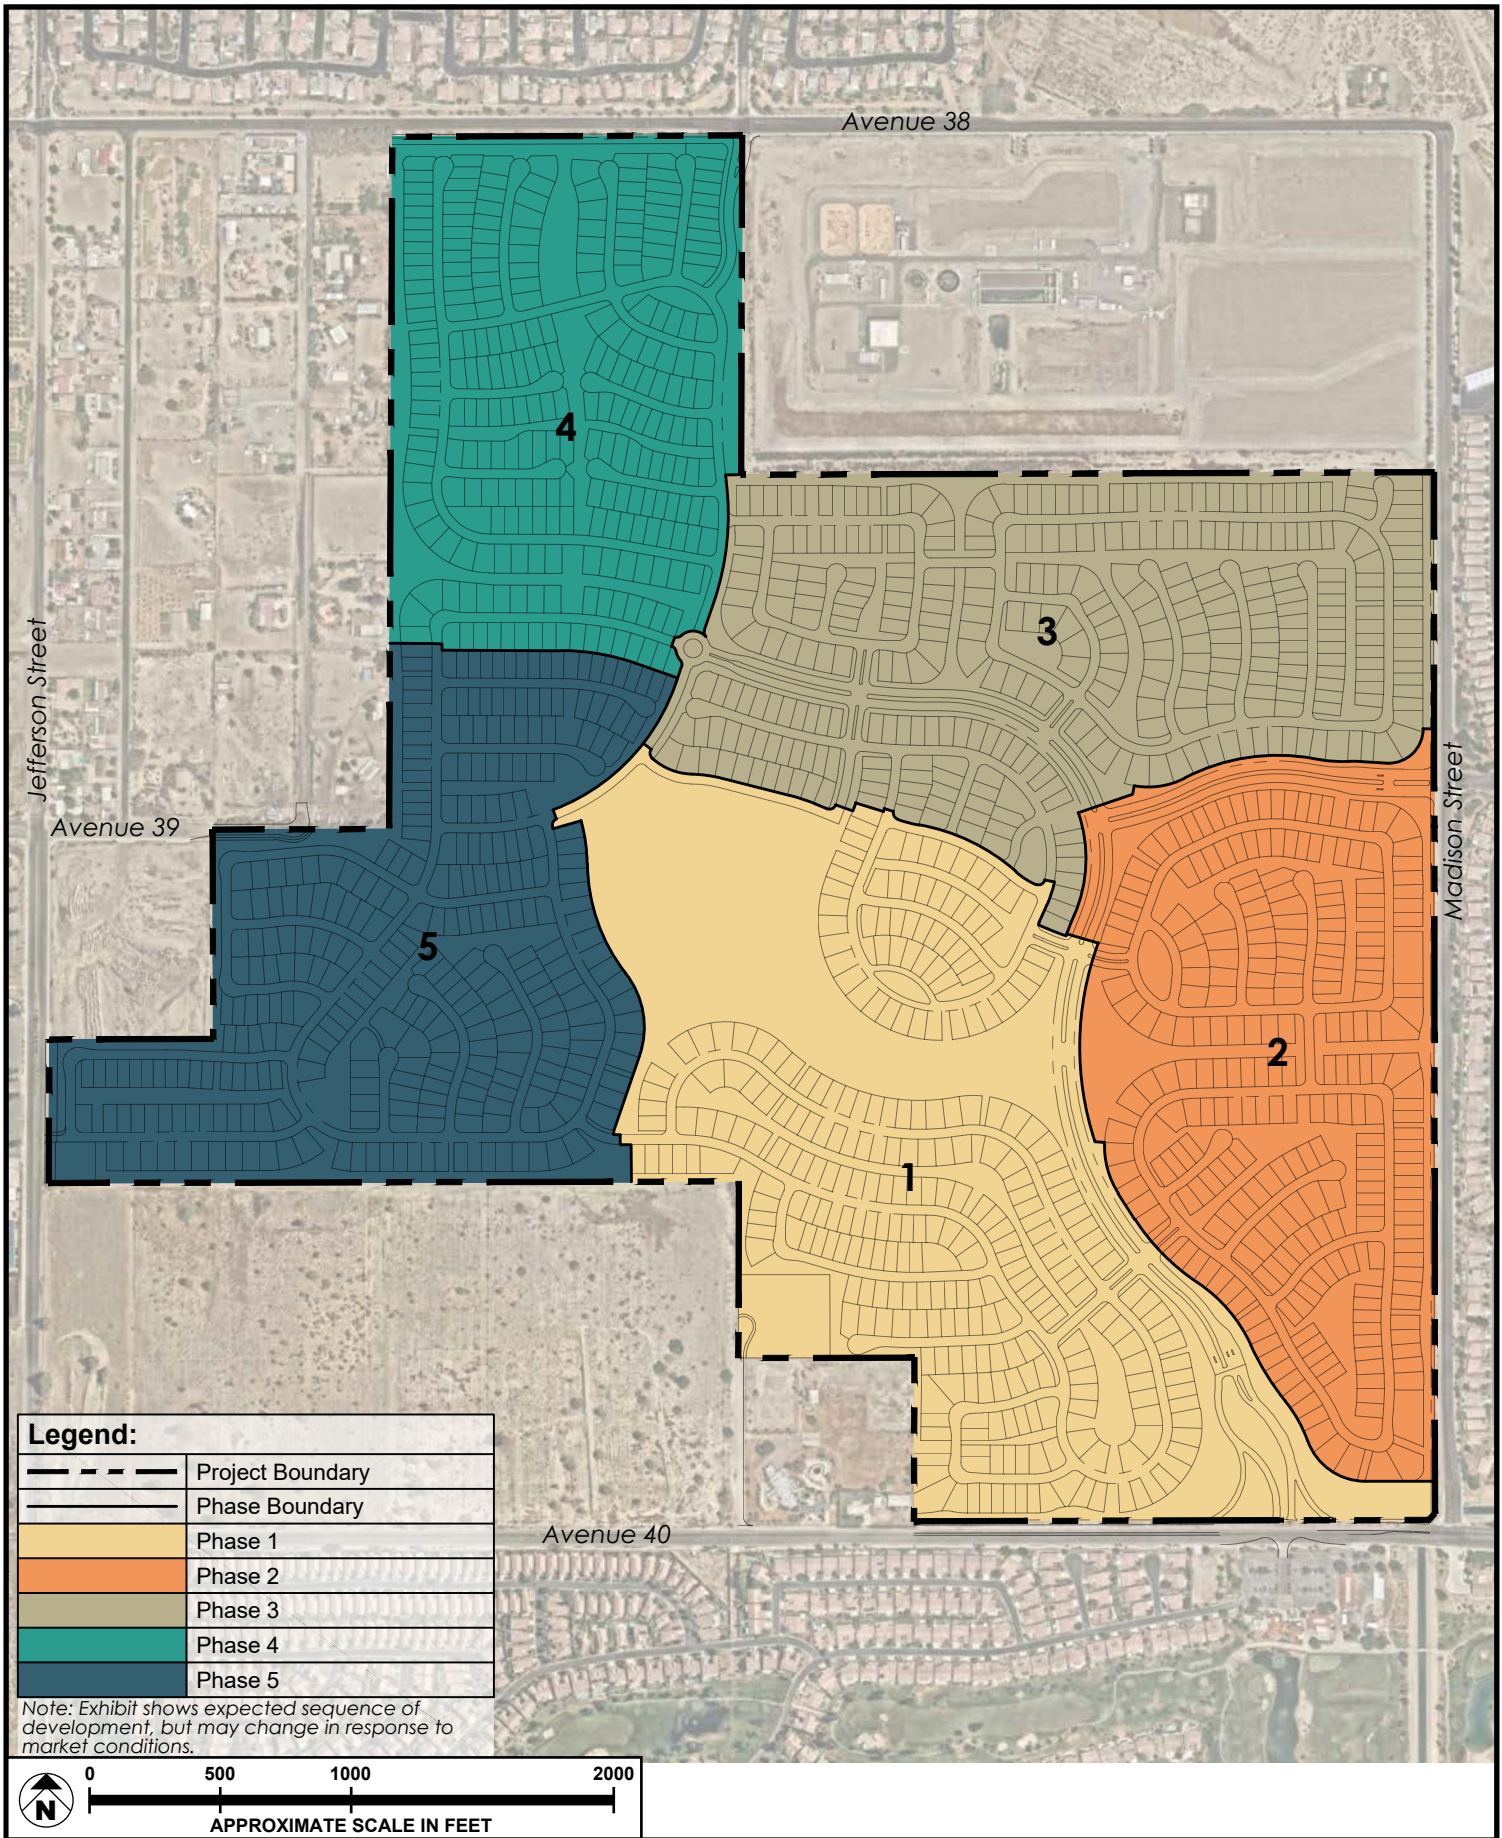 Avenue 38
4
3
Jefferson Street
Madison Street
Avenue 39
5
2
1
Legend:
Project Boundary
Phase Boundary
Phase 1
Phase 2
Phase 3
Phase 4
Phase 5
Avenue 40
Note: Exhibit shows expected sequence of
development, but may change in response to
market conditions.
N
0 500 1000 2000
APPROXIMATE SCALE IN FEET